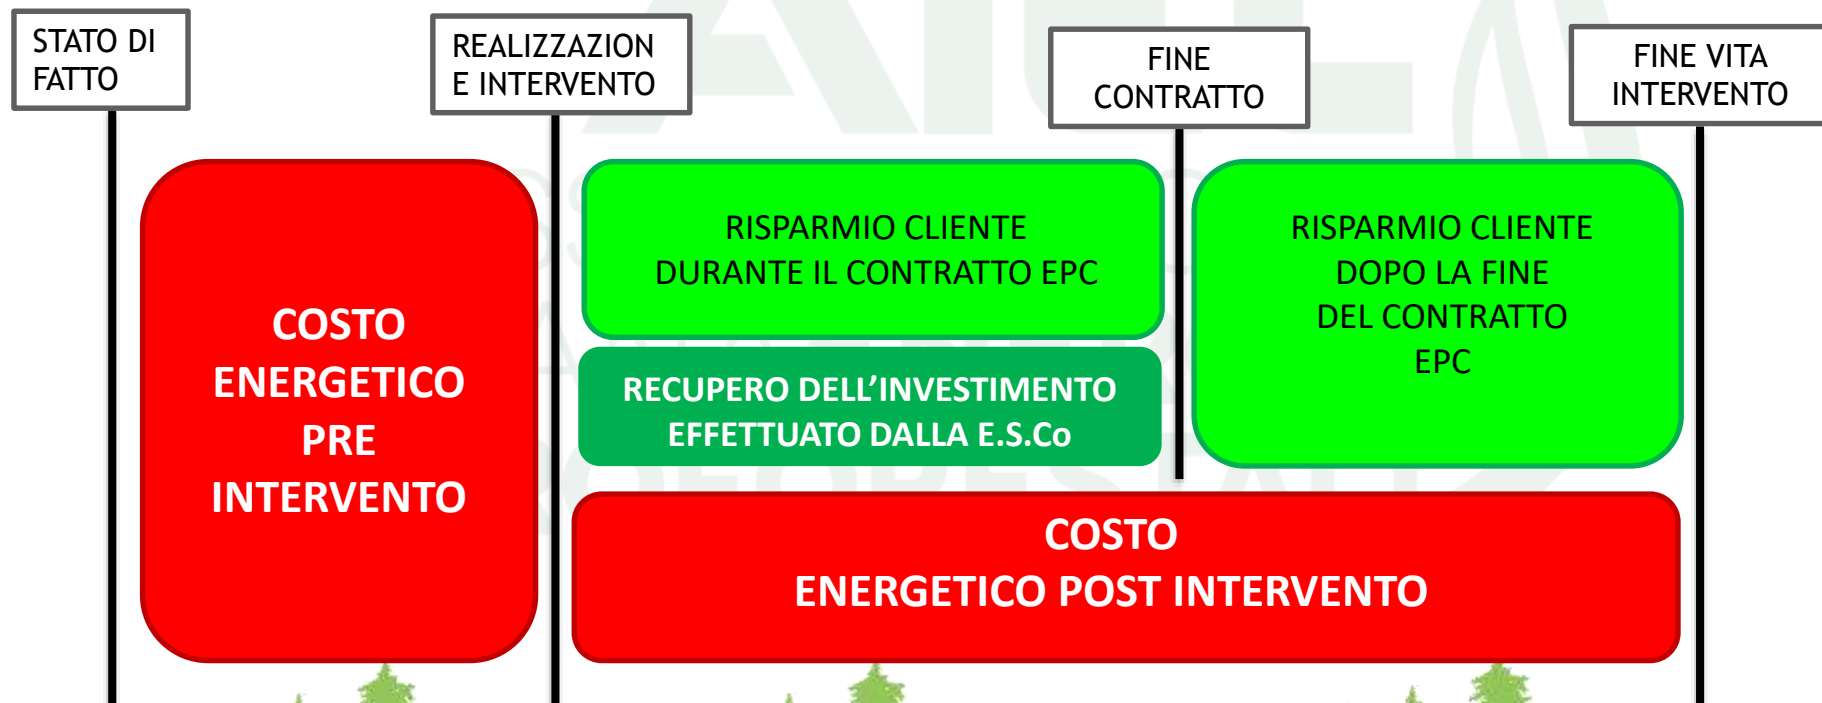 STATO DI
FATTO
REALIZZAZION
E INTERVENTO
FINE
CONTRATTO
FINE VITA
INTERVENTO
COSTO
ENERGETICO
PRE
INTERVENTO
RISPARMIO CLIENTE
DURANTE IL CONTRATTO EPC
RECUPERO DELL’INVESTIMENTO
EFFETTUATO DALLA E.S.Co
RISPARMIO CLIENTE
DOPO LA FINE
DEL CONTRATTO
EPC
COSTO
ENERGETICO POST INTERVENTO